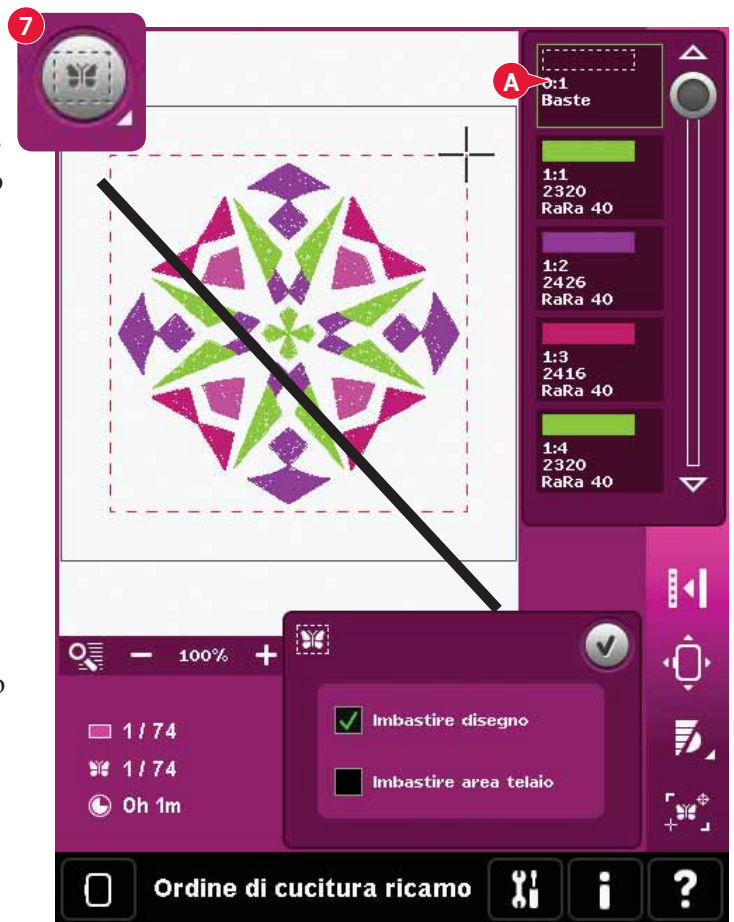 7
A
0:1
Baste
1:1
2320
RaRa 40
1:2
2426
RaRa 40
1:3
2416
RaRa 40
1:4
2320
RaRa 40
100%
Imbastire disegno
Imbastire area telaio
1 / 74
1 / 74
0h 1m
Ordine di cucitura ricamo